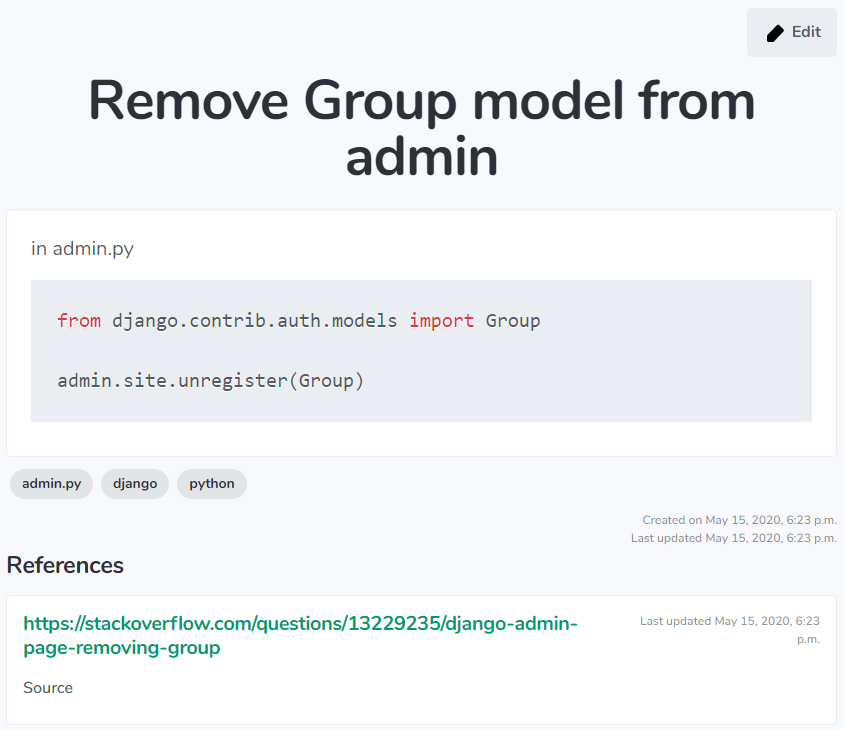 Edit
Remove Group model from
admin
in admin.py
from django.contrib.auth.models import Group
admin.site.unregister(Group)
admin.py django python
Created on May 15, 2020, 6:23 p.m.
Last updated May 15, 2020, 6:23 p.m.
References
https://stackoverflow.com/questions/13229235/django-admin-
page-removing-group
Last updated May 15, 2020, 6:23
p.m.
Source